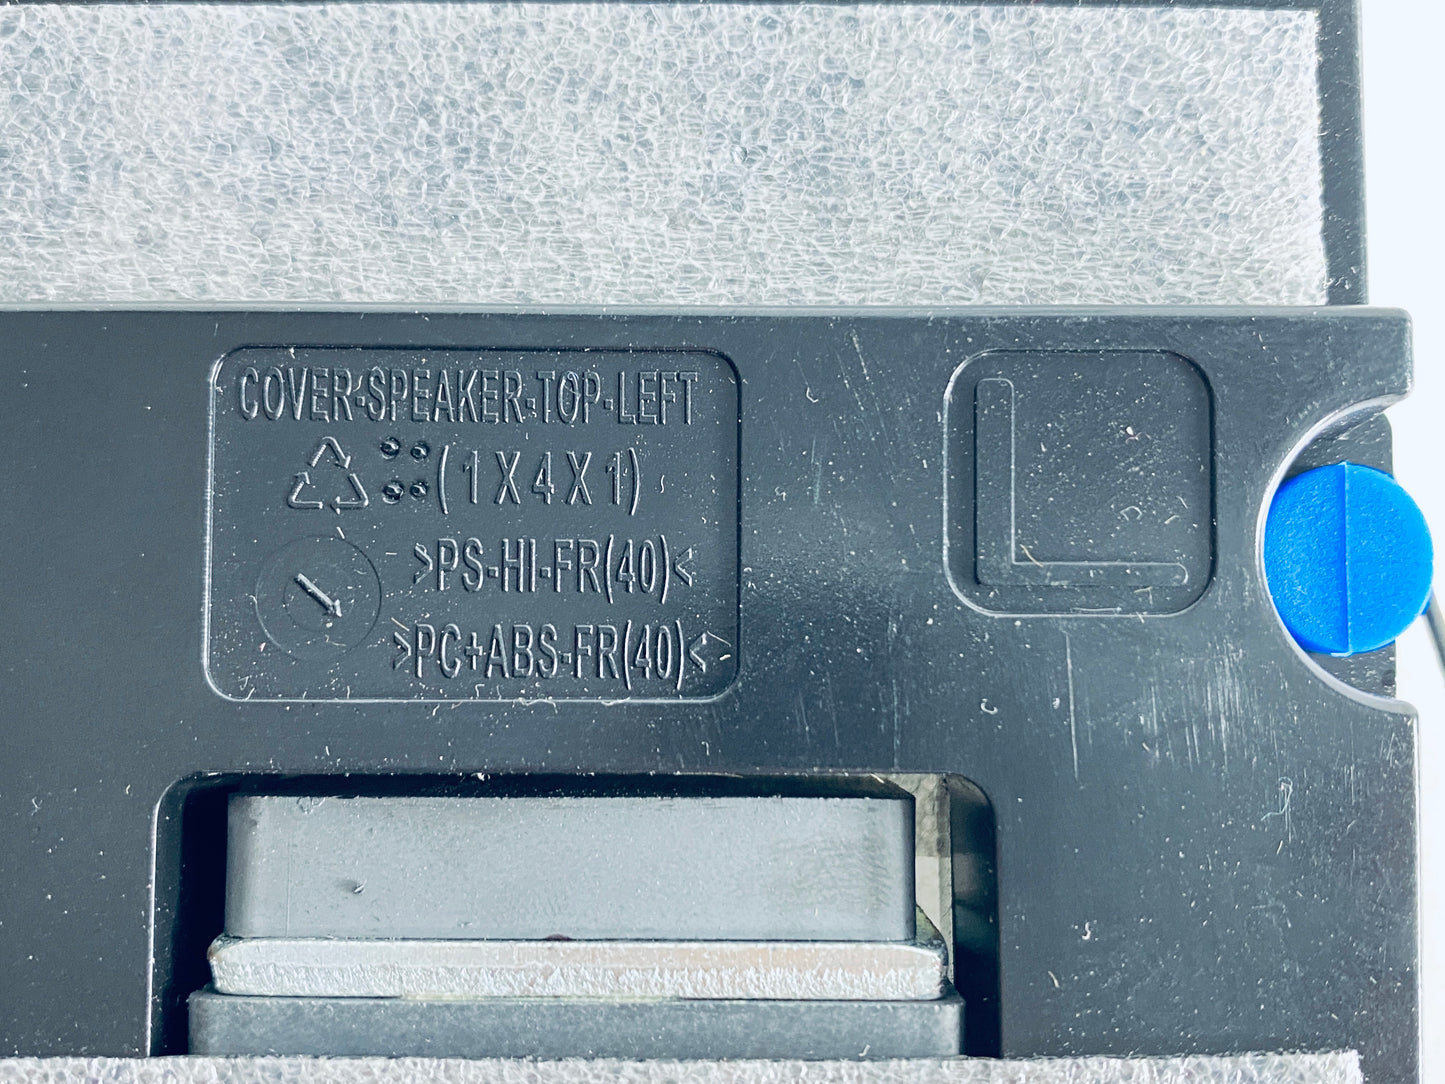 COVER-SPEAKER-TOP-LEFT
(1X4X1)
>PS-HI-FR(40)<
>PC+ABS-FR(40)<
L